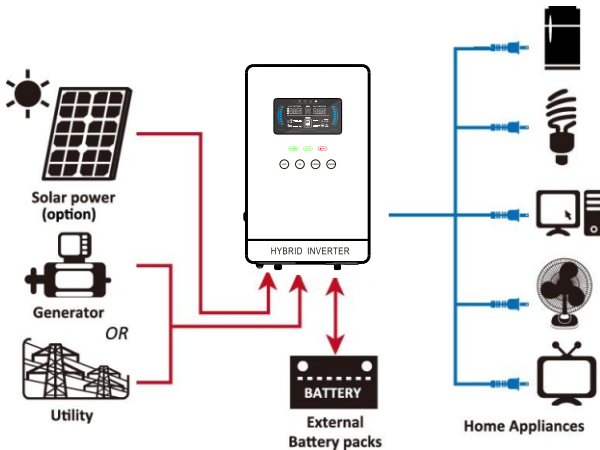 Solar power
(option)
Generator
OR
Utility
HYBRID INVERTER
BATTERY
External
Battery packs
Home Appliances